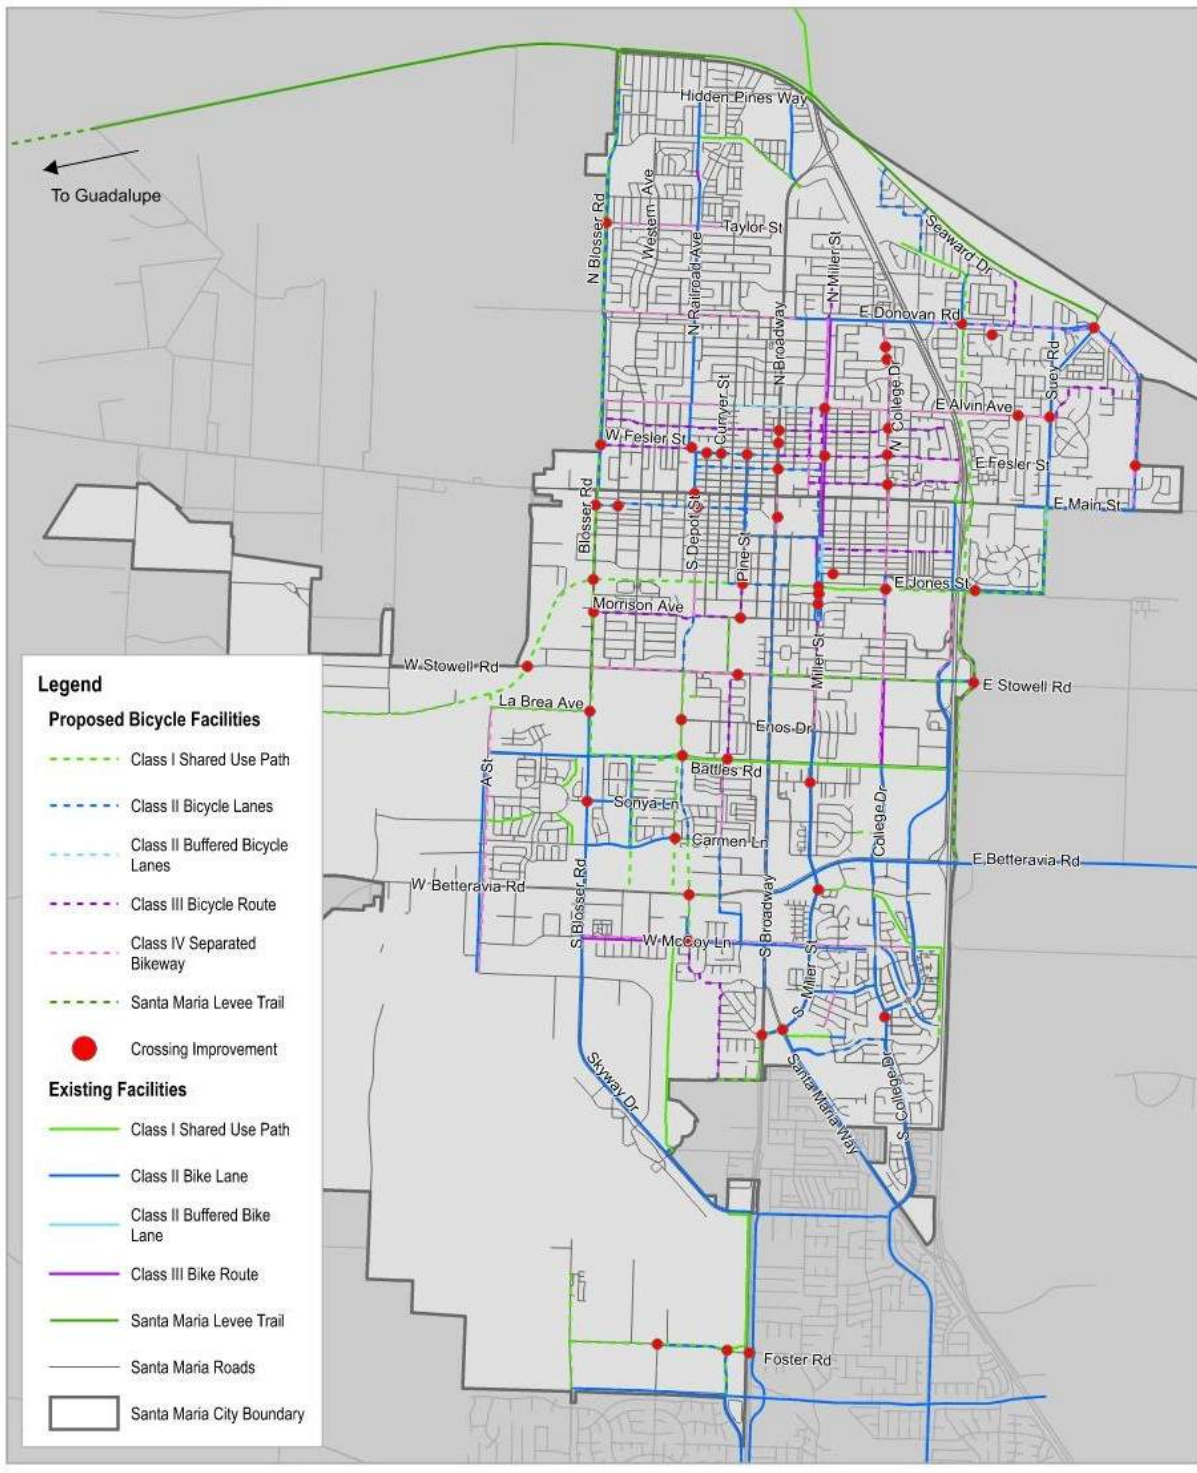 Hidden Pines Way
To Guadalupe
N Blosser Rd
Western Ave
Taylor St
Seaward Dr
N Railroad Ave
N Miller St
N Broadway
E Donovan Rd
Suey Rd
Curryer St
N College Dr
E Alvin Ave
W Fesler St
E Fesler St
Blosser Rd
S Depot St
E Main St
Pine St
E Jones St
Morrison Ave
Miller St
W Stowell Rd
E Stowell Rd
La Brea Ave
Enos Dr
A St
Battles Rd
Sonya Ln
College Dr
Carmen Ln
E Betteravia Rd
W Betteravia Rd
S Blosser Rd
S Broadway
W McCoy Ln
S Miller St
Skyway Dr
Santa Maria Way
S College Dr
Foster Rd
Legend
Proposed Bicycle Facilities
Class I Shared Use Path
Class II Bicycle Lanes
Class II Buffered Bicycle
Lanes
Class III Bicycle Route
Class IV Separated
Bikeway
Santa Maria Levee Trail
Crossing Improvement
Existing Facilities
Class I Shared Use Path
Class II Bike Lane
Class II Buffered Bike
Lane
Class III Bike Route
Santa Maria Levee Trail
Santa Maria Roads
Santa Maria City Boundary